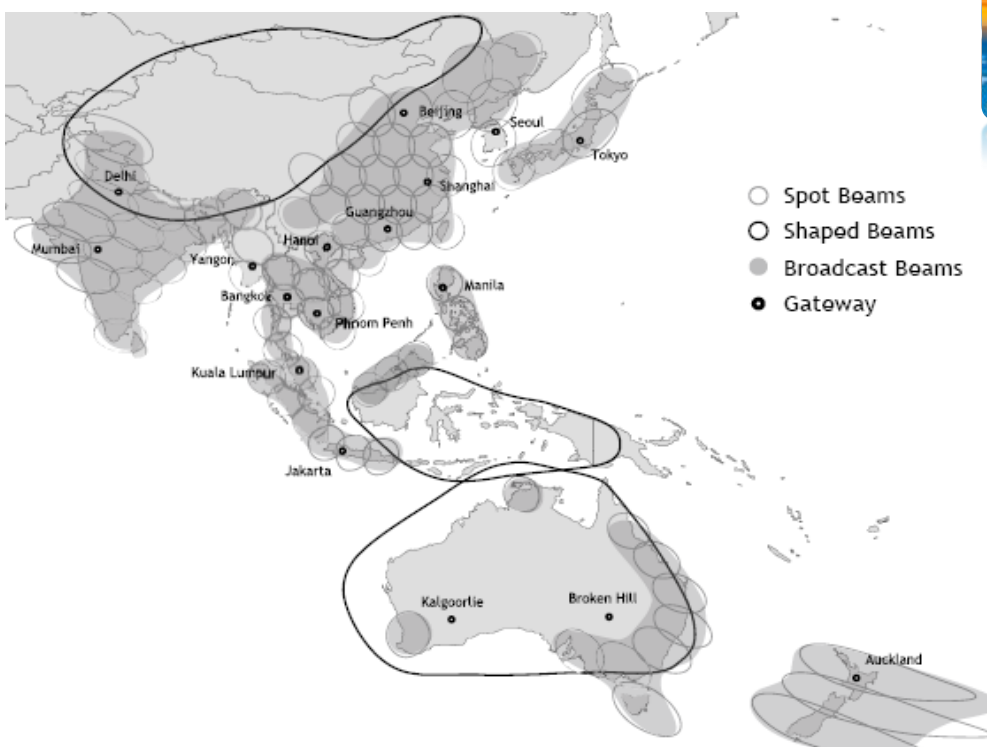 Beijing
Seoul
Tokyo
Delhi
Shanghai
Guangzhou
Mumbai
Hanoi
Yangon
Bangkok
Manila
Phnom Penh
Kuala Lumpur
Jakarta
Kalgoorlie
Broken Hill
Auckland
Spot Beams
Shaped Beams
Broadcast Beams
Gateway